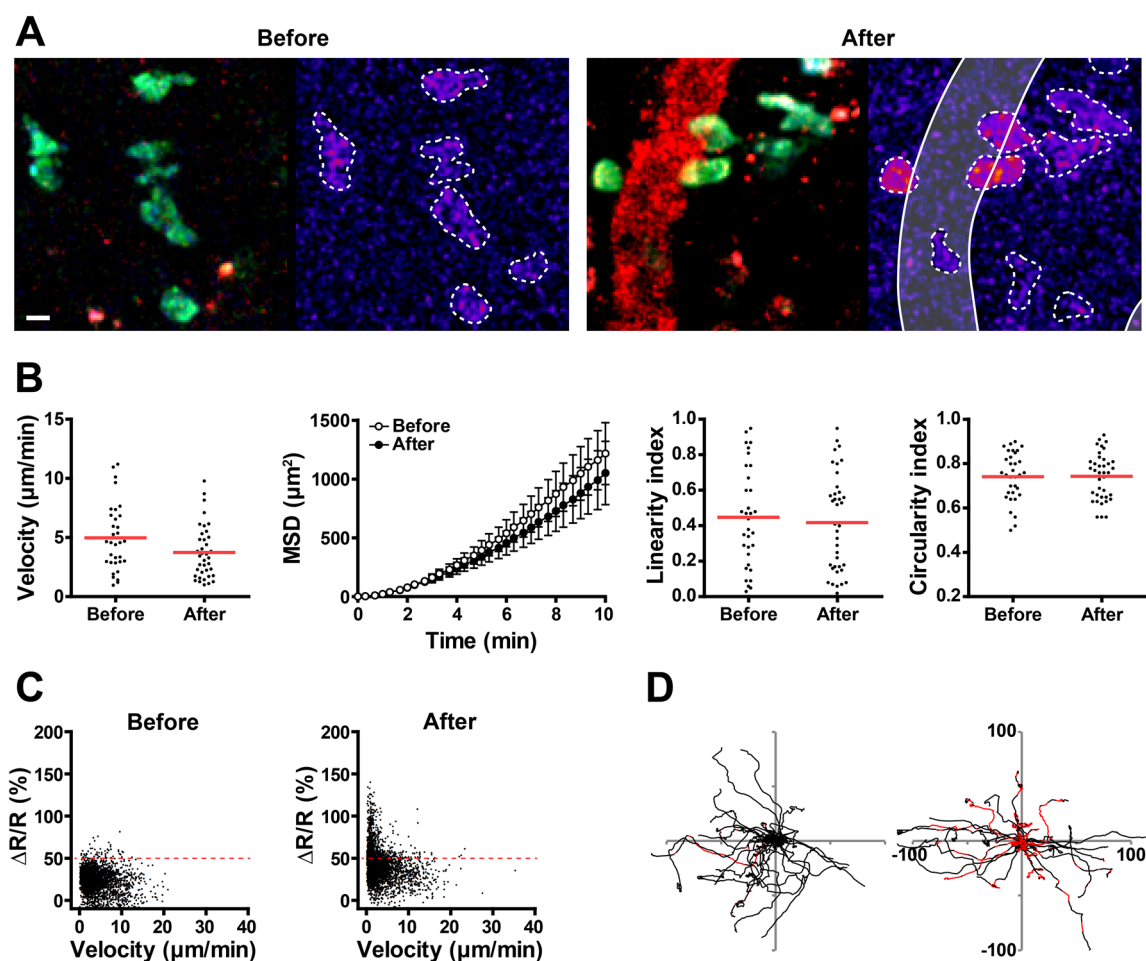 A
Before
After
B
Velocity (µm/min)
15
10
5
0
Before
After
MSD (µm²)
1500
1000
500
0
Before
After
0
2
4
6
8
10
Time (min)
Linearity index
1.0
0.8
0.6
0.4
0.2
0.0
Before
After
Circularity index
1.0
0.8
0.6
0.4
0.2
Before
After
C
Before
ΔR/R (%)
200
150
100
50
0
0
10
20
30
40
Velocity (µm/min)
After
ΔR/R (%)
200
150
100
50
0
0
10
20
30
40
Velocity (µm/min)
D
100
-100
100
-100